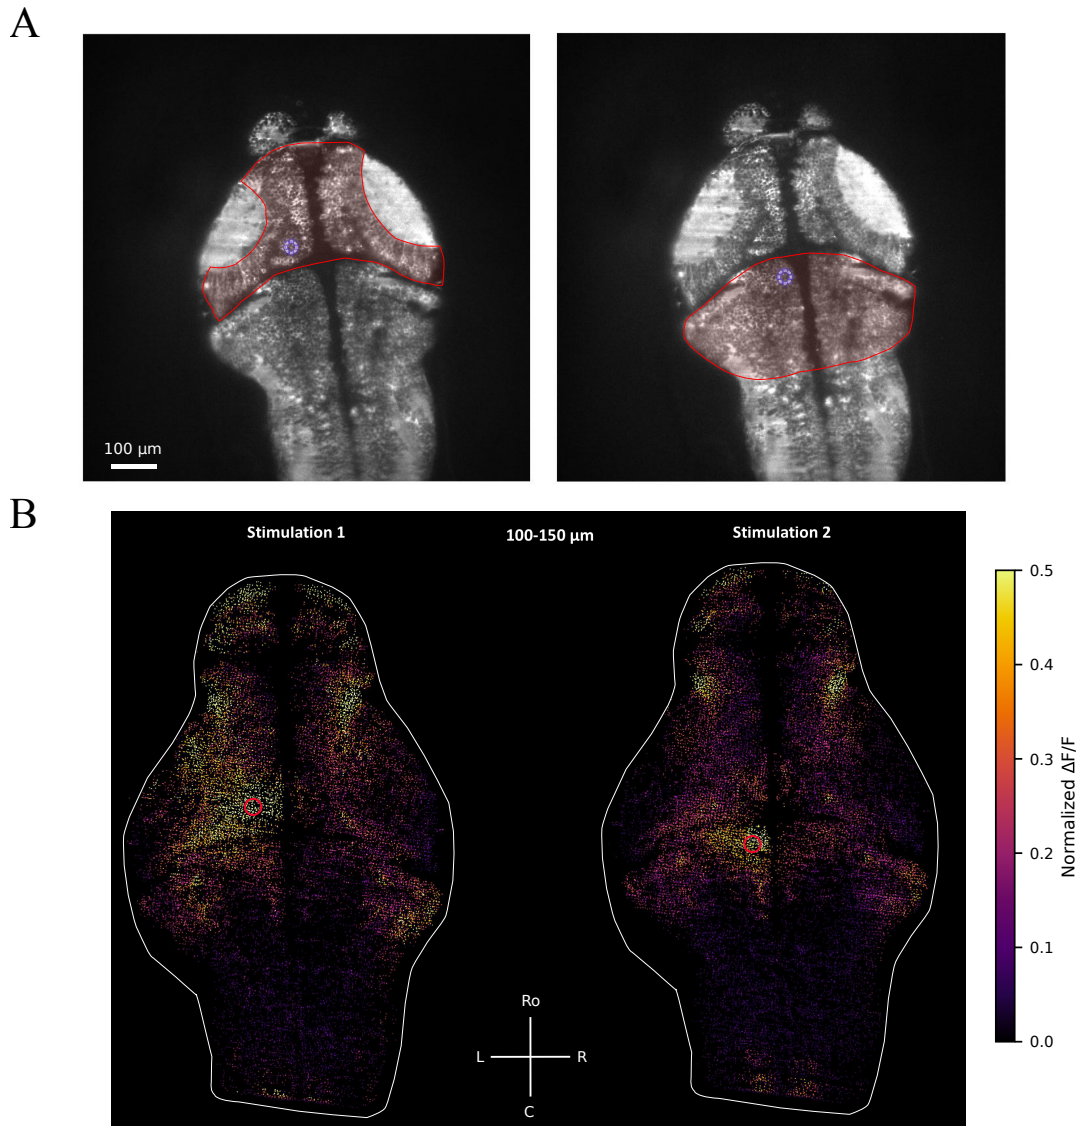 A
100 µm
B
Stimulation 1
100-150 µm
Stimulation 2
0.5
0.4
0.3
0.2
0.1
0.0
Normalized ΔF/F
Ro
L
R
C